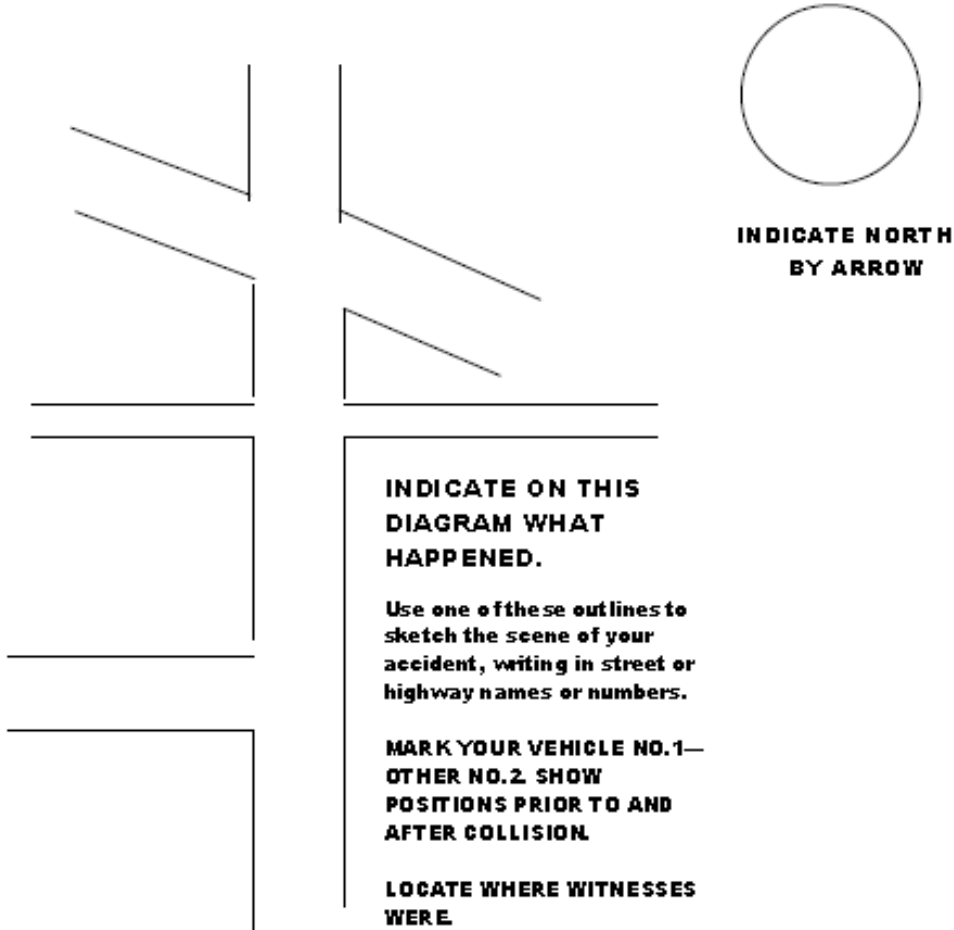 INDICATE NORTH
BY ARROW
INDICATE ON THIS
DIAGRAM WHAT
HAPPENED.
Use one of these outlines to
sketch the scene of your
accident, writing in street or
highway names or numbers.
MARK YOUR VEHICLE NO.1—
OTHER NO.2. SHOW
POSITIONS PRIOR TO AND
AFTER COLLISION.
LOCATE WHERE WITNESSES
WERE.